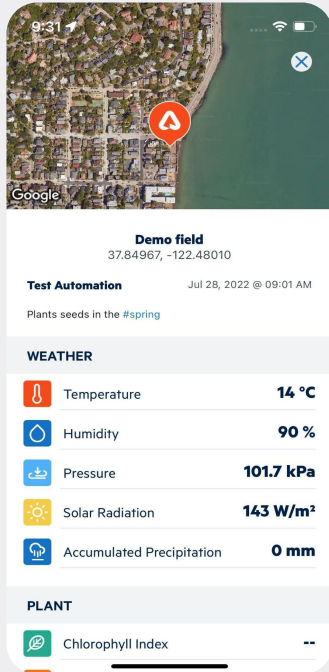 9:31
Google
Demo field
37.84967, -122.48010
Test Automation Jul 28, 2022 @ 09:01 AM
Plants seeds in the #spring
WEATHER
Temperature 14 °C
Humidity 90 %
Pressure 101.7 kPa
Solar Radiation 143 W/m²
Accumulated Precipitation 0 mm
PLANT
Chlorophyll Index --